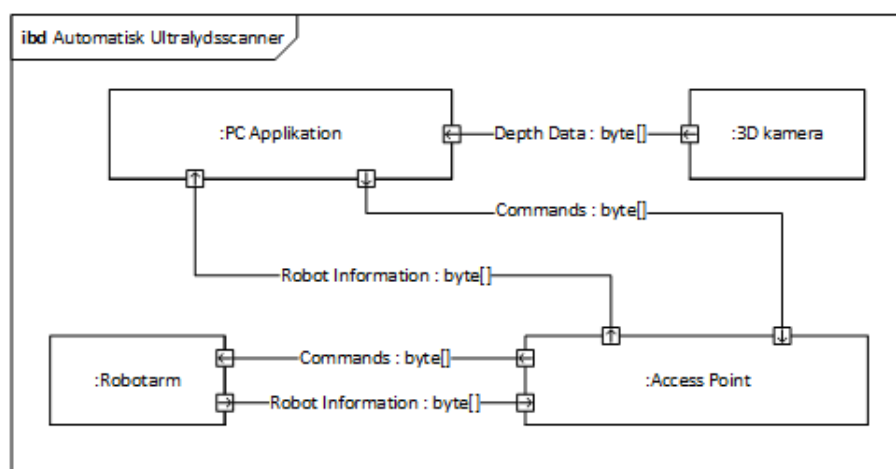 ibd Automatisk Ultralydsscanner
:PC Applikation
Depth Data : byte[]
:3D kamera
Commands : byte[]
Robot Information : byte[]
:Robotarm
Commands : byte[]
Robot Information : byte[]
:Access Point